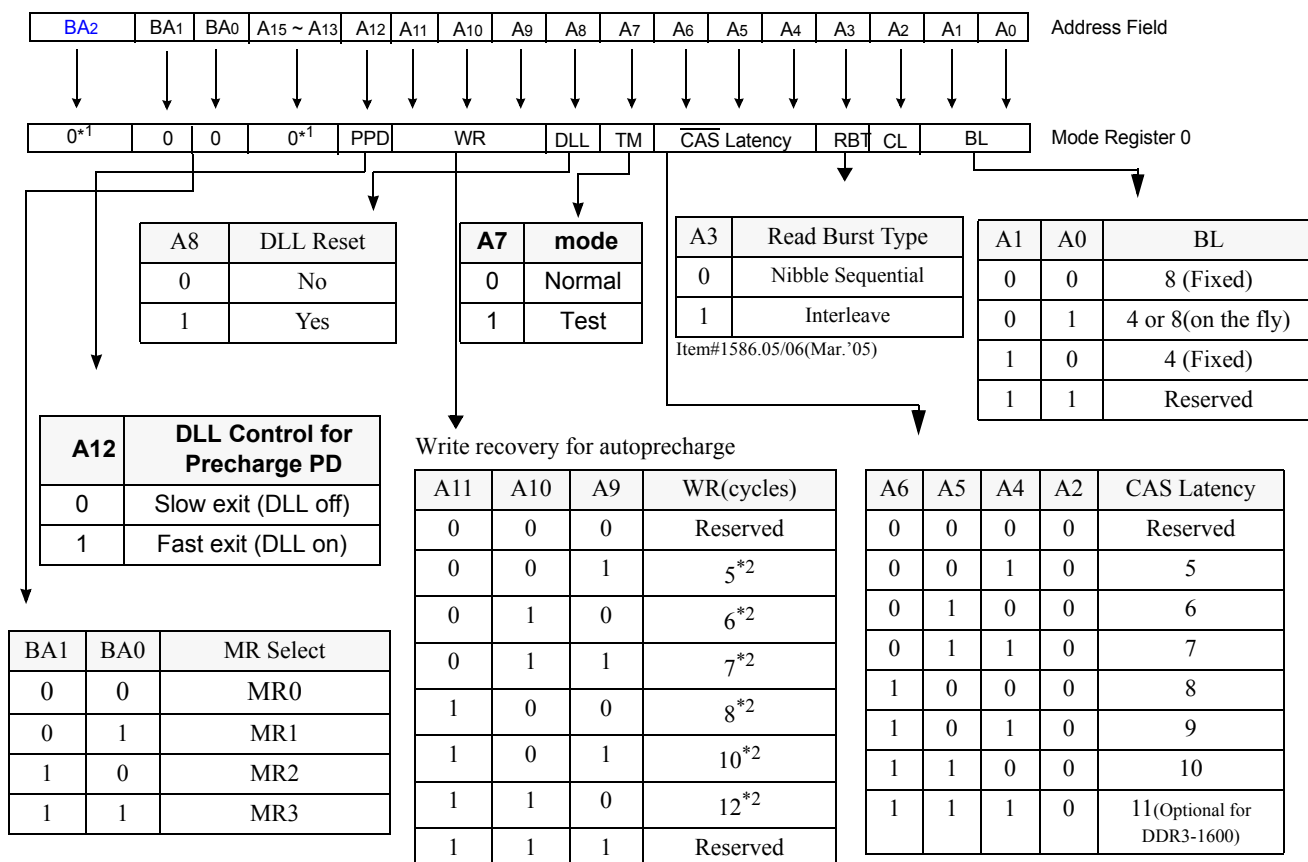 BA2 BA1 BA0 A15 ~ A13 A12 A11 A10 A9 A8 A7 A6 A5 A4 A3 A2 A1 A0 Address Field
0*1 0 0 0*1 PPD WR DLL TM CAS Latency RBT CL BL Mode Register 0
A8 DLL Reset
0 No
1 Yes
A7 mode
0 Normal
1 Test
A3 Read Burst Type
0 Nibble Sequential
1 Interleave
Item#1586.05/06(Mar.'05)
A1 A0 BL
0 0 8 (Fixed)
0 1 4 or 8(on the fly)
1 0 4 (Fixed)
1 1 Reserved
A12 DLL Control for
Precharge PD
0 Slow exit (DLL off)
1 Fast exit (DLL on)
BA1 BA0 MR Select
0 0 MR0
0 1 MR1
1 0 MR2
1 1 MR3
Write recovery for autoprecharge
A11 A10 A9 WR(cycles)
0 0 0 Reserved
0 0 1 5*2
0 1 0 6*2
0 1 1 7*2
1 0 0 8*2
1 0 1 10*2
1 1 0 12*2
1 1 1 Reserved
A6 A5 A4 A2 CAS Latency
0 0 0 0 Reserved
0 0 1 0 5
0 1 0 0 6
0 1 1 0 7
1 0 0 0 8
1 0 1 0 9
1 1 0 0 10
1 1 1 0 11(Optional for
DDR3-1600)